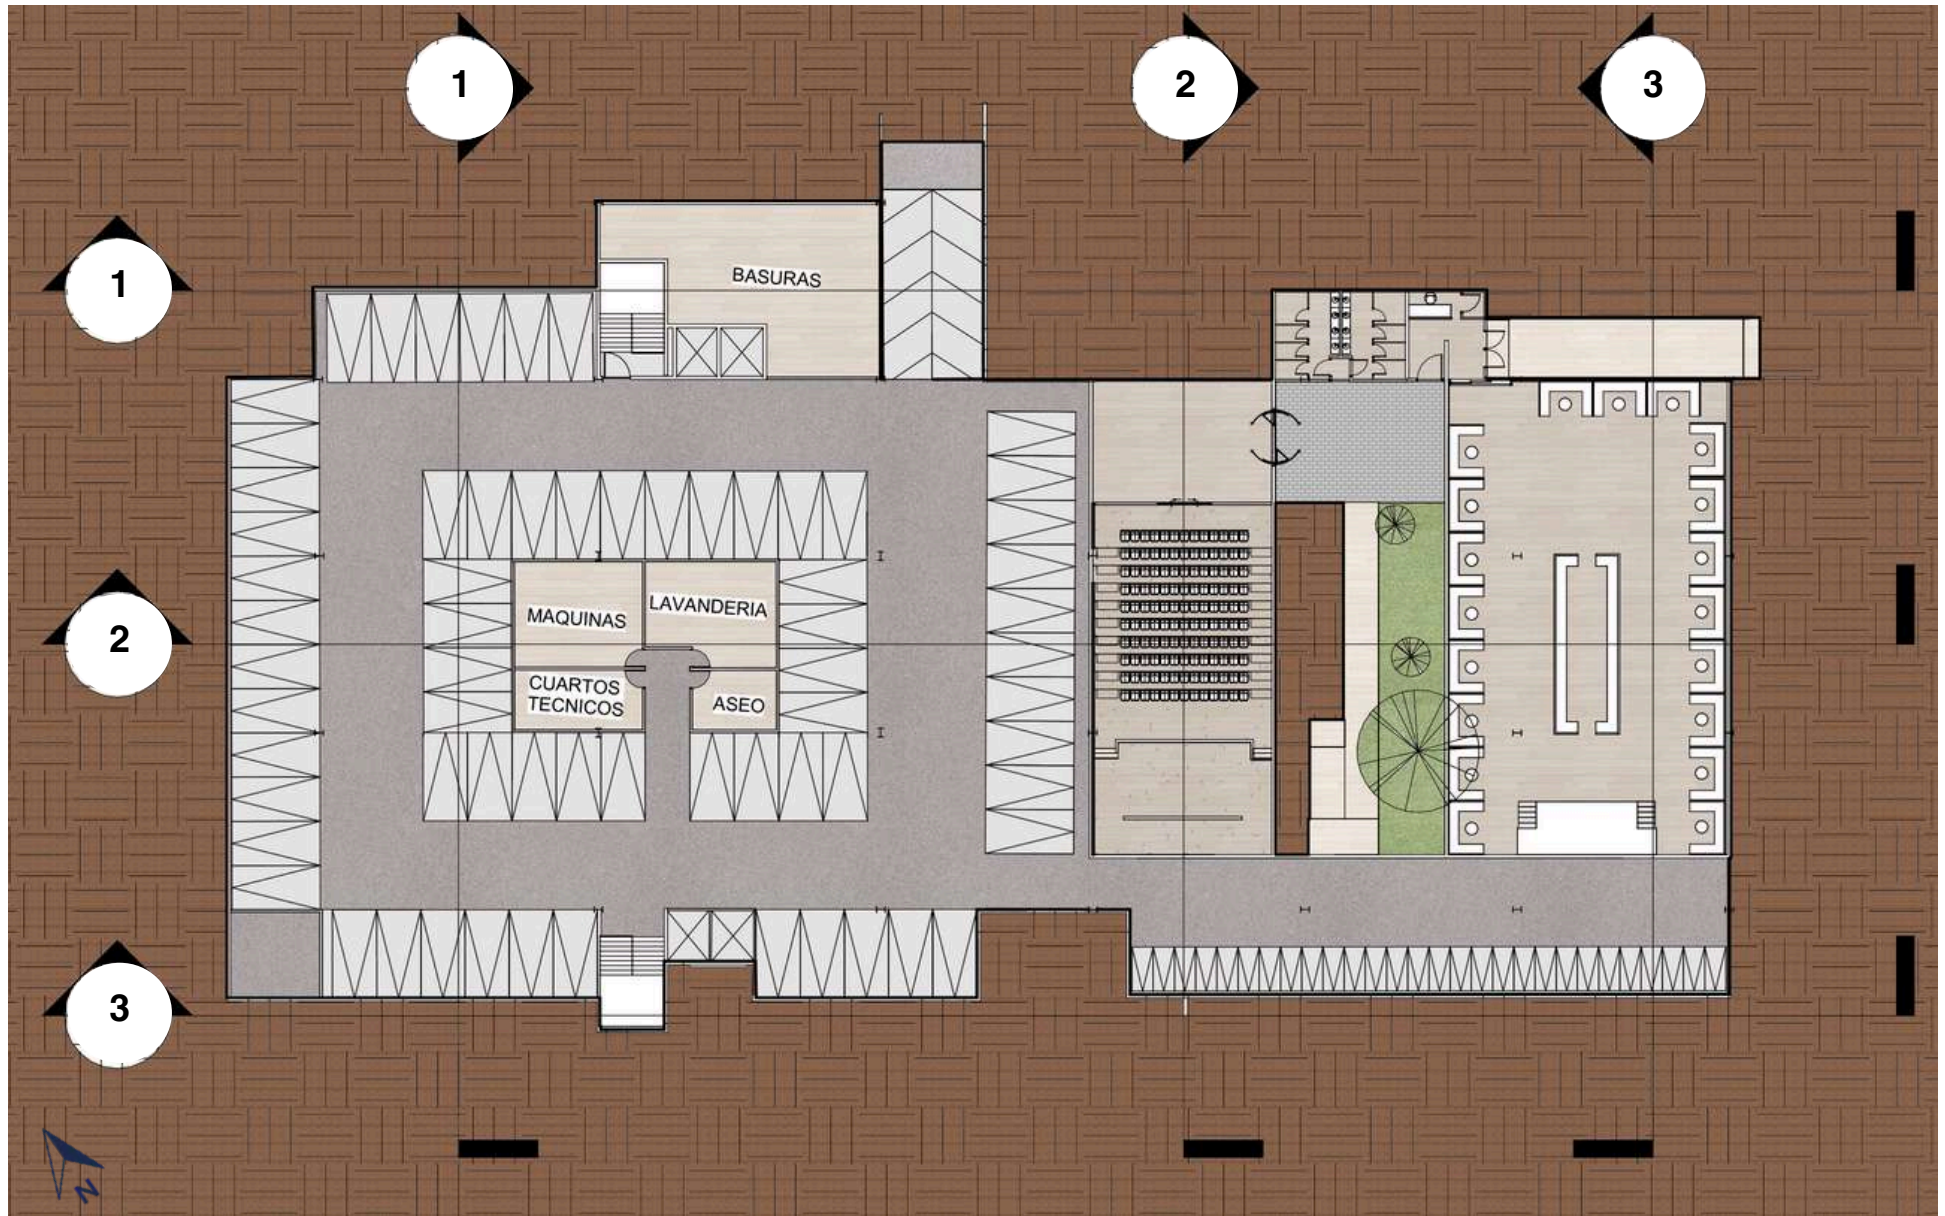 1
2
3
1
BASURAS
2
MAQUINAS
LAVANDERIA
CUARTOS
TECNICOS
ASEO
3
N